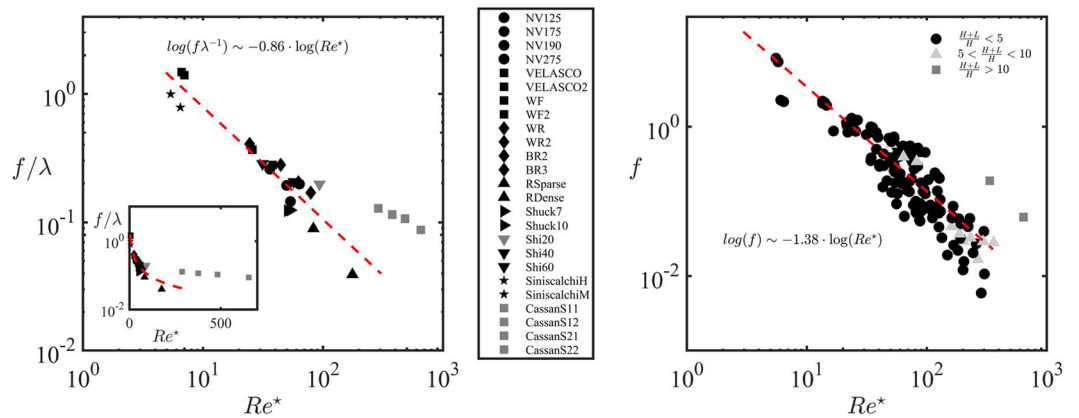 log(fλ⁻¹) ∼ −0.86 · log(Re⋆)
f/λ
10⁰
10⁻¹
10⁻²
10⁰
10¹
10²
10³
Re⋆
f/λ
10⁰
10⁻²
0
500
Re⋆
NV125
NV175
NV190
NV275
VELASCO
VELASCO2
WF
WF2
WR
WR2
BR2
BR3
RSparse
RDense
Shuck7
Shuck10
Shi20
Shi40
Shi60
SiniscalchiH
SiniscalchiM
CassanS11
CassanS12
CassanS21
CassanS22
H+L/H < 5
5 < H+L/H < 10
H+L/H > 10
f
10⁰
10⁻²
log(f) ∼ −1.38 · log(Re⋆)
10⁰
10¹
10²
10³
Re⋆